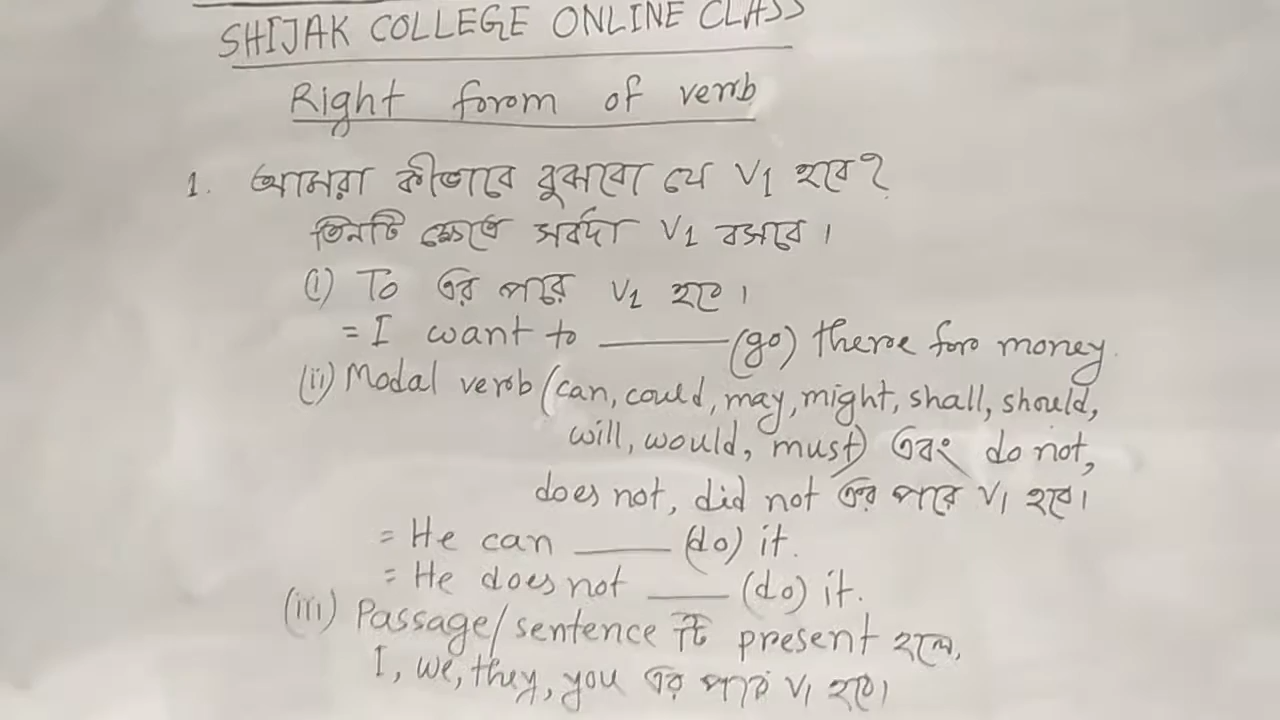 SHIJAK COLLEGE ONLINE CLASS
Right form of verb
1. আমরা কীভাবে বুঝবো যে V1 হবে?
তিনটি ক্ষেত্রে সর্বদা V1 বসবে।
(i) To এর পরে V1 হবে।
= I want to ______ (go) there for money.
(ii) Modal verb (can, could, may, might, shall, should,
will, would, must) এবং do not,
does not, did not এর পরে V1 হবে।
= He can ____ (do) it.
= He does not ____ (do) it.
(iii) Passage/sentence টি present হলে,
I, we, they, you এর পরে V1 হবে।